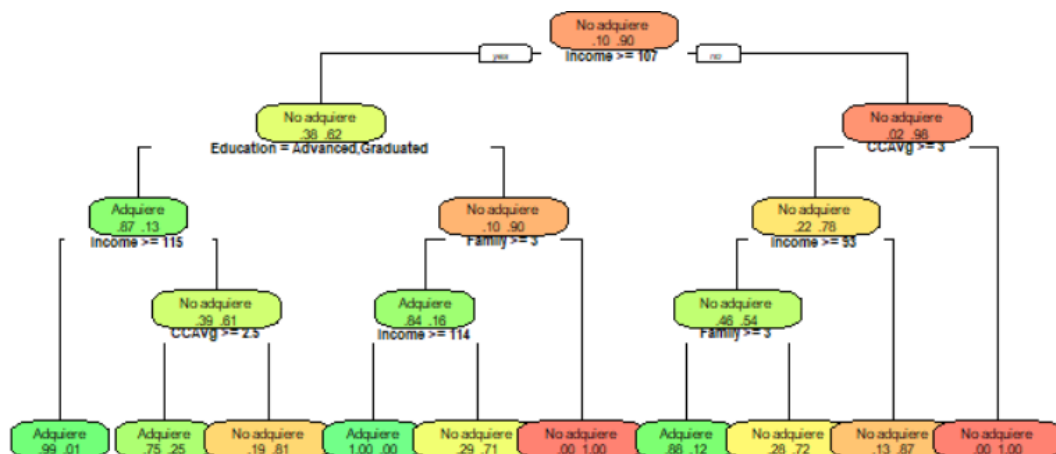 No adquiere
.10 .90
yes
Income >= 107
no
No adquiere
.38 .62
Education = Advanced,Graduated
No adquiere
.02 .98
CCAvg >= 3
Adquiere
.87 .13
Income >= 115
No adquiere
.10 .90
Family >= 3
No adquiere
.22 .78
Income >= 93
No adquiere
.39 .61
CCAvg >= 2.5
Adquiere
.84 .16
Income >= 114
No adquiere
.46 .54
Family >= 3
Adquiere
.99 .01
Adquiere
.75 .25
No adquiere
.19 .81
Adquiere
1.00 .00
No adquiere
.29 .71
No adquiere
.00 1.00
Adquiere
.88 .12
No adquiere
.28 .72
No adquiere
.13 .87
No adquiere
.00 1.00